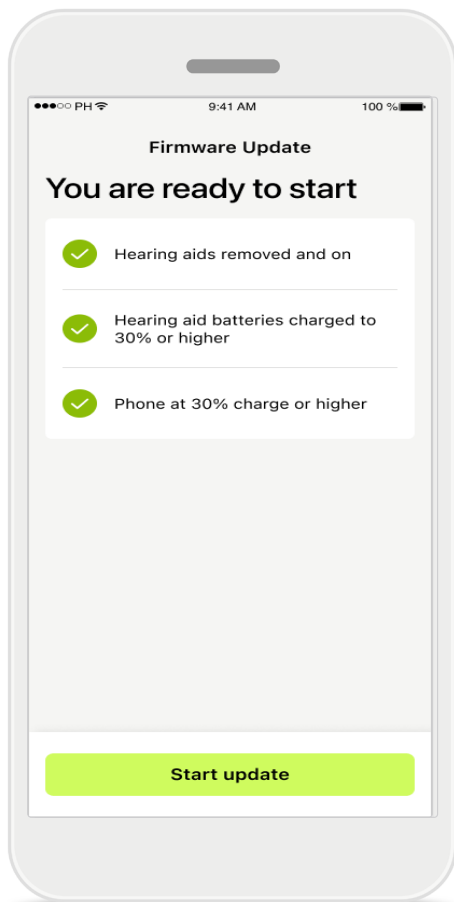 PH 9:41 AM 100 %
Firmware Update
You are ready to start
Hearing aids removed and on
Hearing aid batteries charged to
30% or higher
Phone at 30% charge or higher
Start update